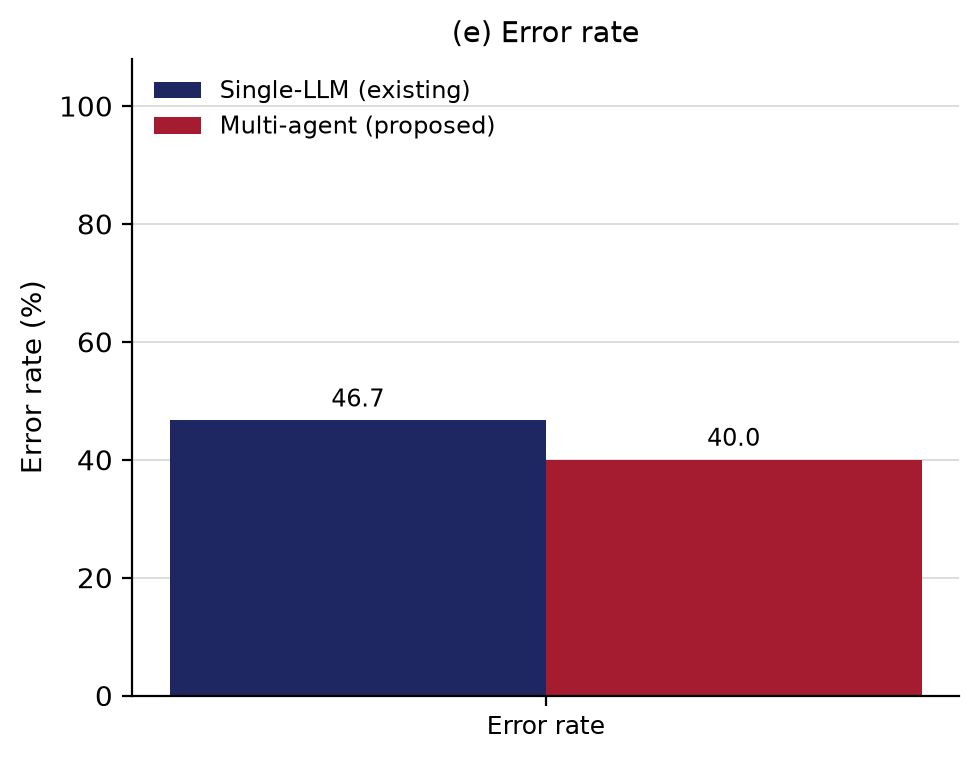 (e) Error rate
Single-LLM (existing)
Multi-agent (proposed)
Error rate (%)
100
80
60
40
20
0
46.7
40.0
Error rate